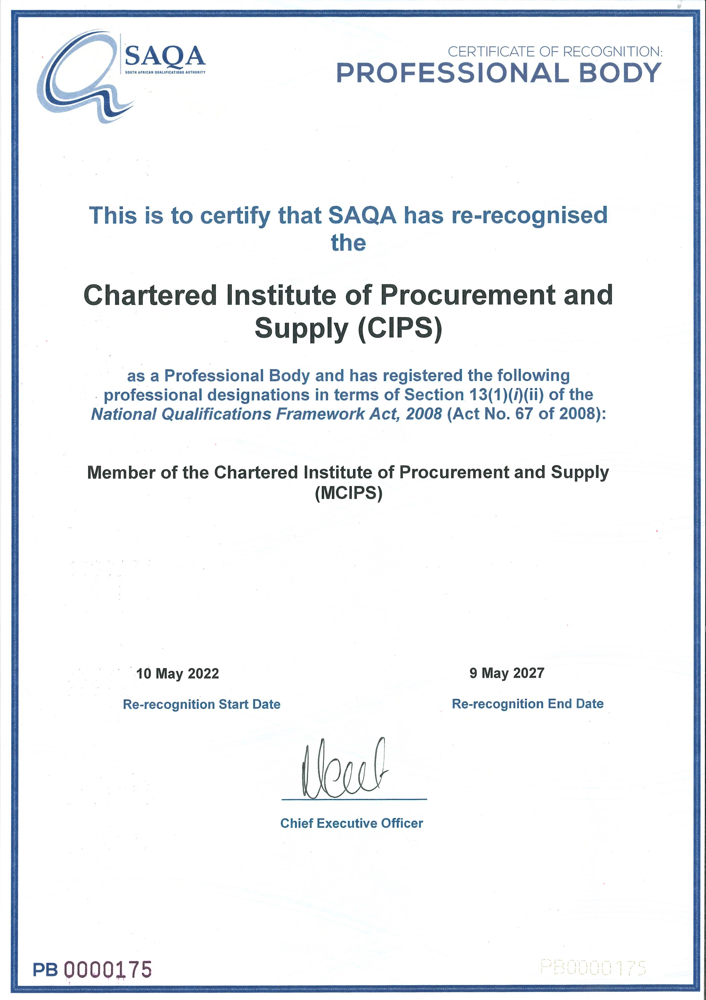 SAQA
SOUTH AFRICAN QUALIFICATIONS AUTHORITY
CERTIFICATE OF RECOGNITION:
PROFESSIONAL BODY
This is to certify that SAQA has re-recognised
the
Chartered Institute of Procurement and
Supply (CIPS)
as a Professional Body and has registered the following
professional designations in terms of Section 13(1)(i)(ii) of the
National Qualifications Framework Act, 2008 (Act No. 67 of 2008):
Member of the Chartered Institute of Procurement and Supply
(MCIPS)
10 May 2022
9 May 2027
Re-recognition Start Date
Re-recognition End Date
Chief Executive Officer
PB 0000175
PB0000175